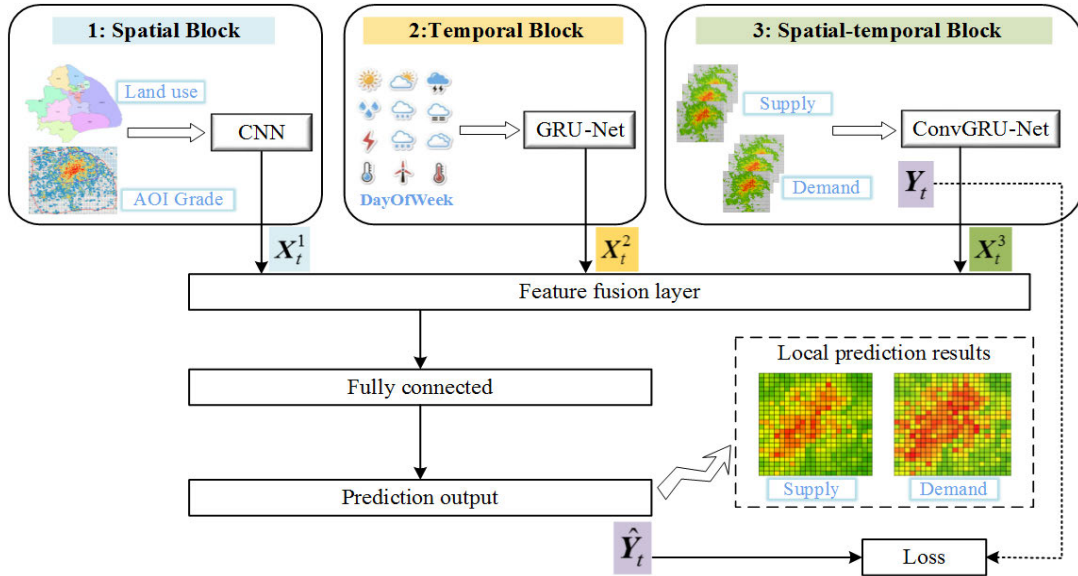 1: Spatial Block
2:Temporal Block
3: Spatial-temporal Block
Land use
CNN
AOI Grade
GRU-Net
DayOfWeek
Supply
ConvGRU-Net
Demand
Y_t
X_t^1
X_t^2
X_t^3
Feature fusion layer
Local prediction results
Fully connected
Prediction output
Supply
Demand
Ŷ_t
Loss